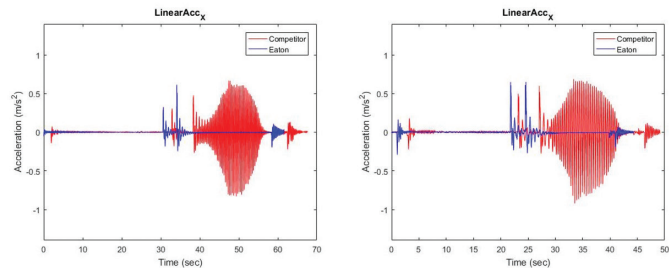 LinearAcc_X
Competitor
Eaton
Acceleration (m/s²)
1
0.5
0
-0.5
-1
0 10 20 30 40 50 60 70
Time (sec)
LinearAcc_X
Competitor
Eaton
Acceleration (m/s²)
1
0.5
0
-0.5
-1
0 5 10 15 20 25 30 35 40 45 50
Time (sec)